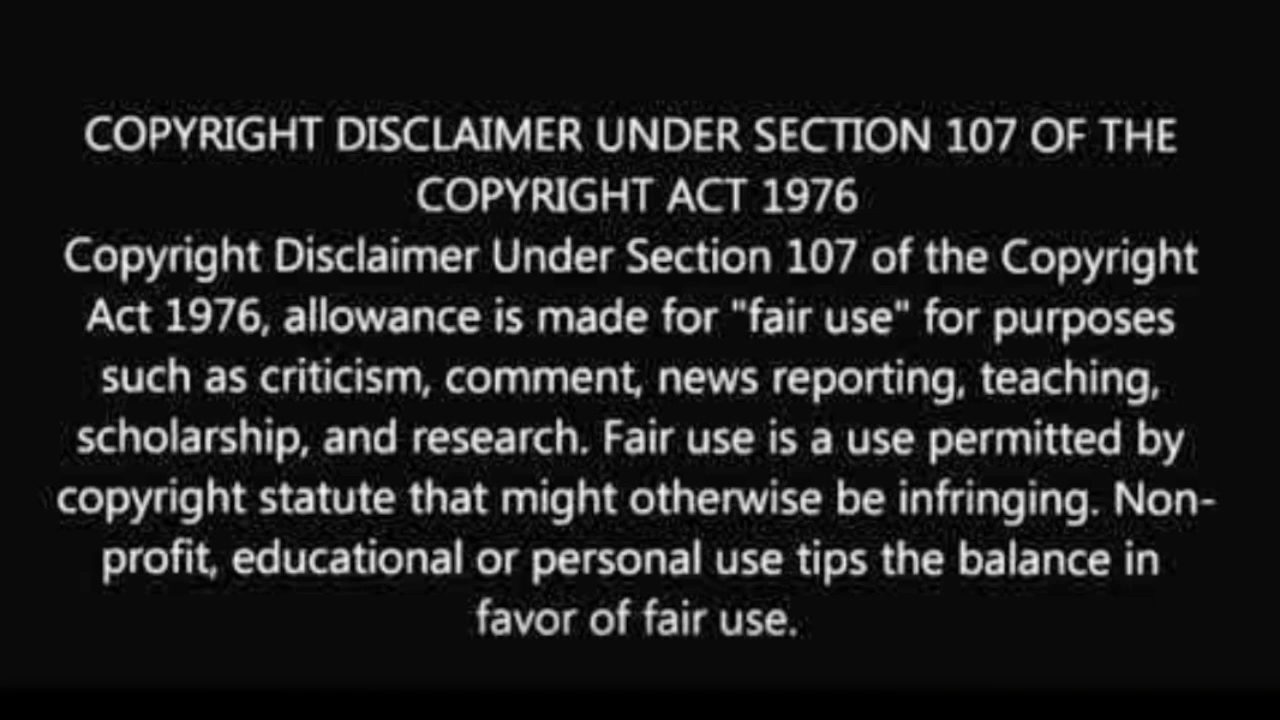 COPYRIGHT DISCLAIMER UNDER SECTION 107 OF THE
COPYRIGHT ACT 1976
Copyright Disclaimer Under Section 107 of the Copyright
Act 1976, allowance is made for "fair use" for purposes
such as criticism, comment, news reporting, teaching,
scholarship, and research. Fair use is a use permitted by
copyright statute that might otherwise be infringing. Non-
profit, educational or personal use tips the balance in
favor of fair use.